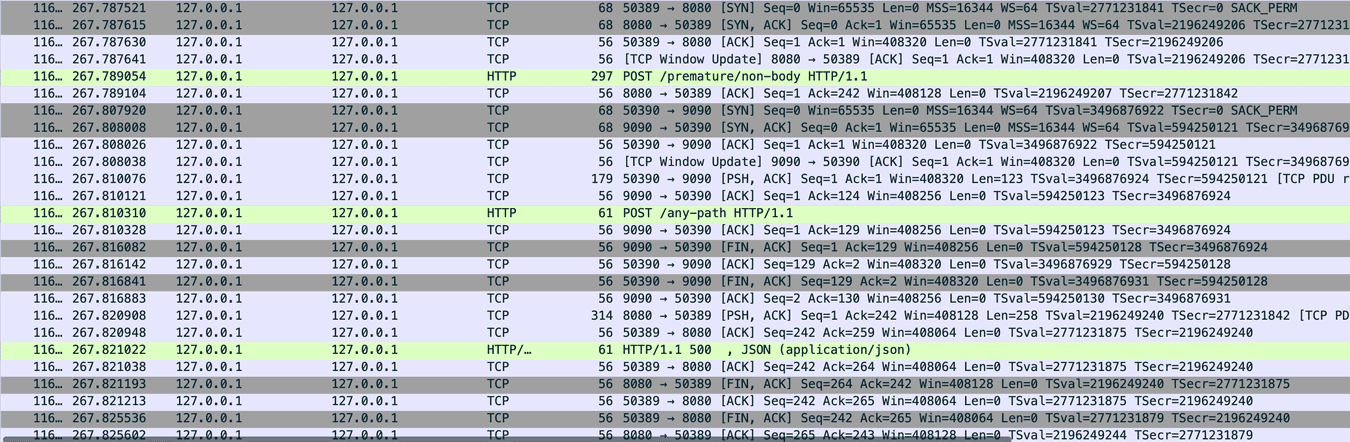 116… 267.787521 127.0.0.1 127.0.0.1 TCP 68 50389 → 8080 [SYN] Seq=0 Win=65535 Len=0 MSS=16344 WS=64 TSval=2771231841 TSecr=0 SACK_PERM
116… 267.787615 127.0.0.1 127.0.0.1 TCP 68 8080 → 50389 [SYN, ACK] Seq=0 Ack=1 Win=65535 Len=0 MSS=16344 WS=64 TSval=2196249206 TSecr=2771231
116… 267.787630 127.0.0.1 127.0.0.1 TCP 56 50389 → 8080 [ACK] Seq=1 Ack=1 Win=408320 Len=0 TSval=2771231841 TSecr=2196249206
116… 267.787641 127.0.0.1 127.0.0.1 TCP 56 [TCP Window Update] 8080 → 50389 [ACK] Seq=1 Ack=1 Win=408320 Len=0 TSval=2196249206 TSecr=2771231
116… 267.789054 127.0.0.1 127.0.0.1 HTTP 297 POST /premature/non-body HTTP/1.1
116… 267.789104 127.0.0.1 127.0.0.1 TCP 56 8080 → 50389 [ACK] Seq=1 Ack=242 Win=408128 Len=0 TSval=2196249207 TSecr=2771231842
116… 267.807920 127.0.0.1 127.0.0.1 TCP 68 50390 → 9090 [SYN] Seq=0 Win=65535 Len=0 MSS=16344 WS=64 TSval=3496876922 TSecr=0 SACK_PERM
116… 267.808008 127.0.0.1 127.0.0.1 TCP 68 9090 → 50390 [SYN, ACK] Seq=0 Ack=1 Win=65535 Len=0 MSS=16344 WS=64 TSval=594250121 TSecr=34968769
116… 267.808026 127.0.0.1 127.0.0.1 TCP 56 50390 → 9090 [ACK] Seq=1 Ack=1 Win=408320 Len=0 TSval=3496876922 TSecr=594250121
116… 267.808038 127.0.0.1 127.0.0.1 TCP 56 [TCP Window Update] 9090 → 50390 [ACK] Seq=1 Ack=1 Win=408320 Len=0 TSval=594250121 TSecr=34968769
116… 267.810076 127.0.0.1 127.0.0.1 TCP 179 50390 → 9090 [PSH, ACK] Seq=1 Ack=1 Win=408320 Len=123 TSval=3496876924 TSecr=594250121 [TCP PDU r
116… 267.810121 127.0.0.1 127.0.0.1 TCP 56 9090 → 50390 [ACK] Seq=1 Ack=124 Win=408256 Len=0 TSval=594250123 TSecr=3496876924
116… 267.810310 127.0.0.1 127.0.0.1 HTTP 61 POST /any-path HTTP/1.1
116… 267.810328 127.0.0.1 127.0.0.1 TCP 56 9090 → 50390 [ACK] Seq=1 Ack=129 Win=408256 Len=0 TSval=594250123 TSecr=3496876924
116… 267.816082 127.0.0.1 127.0.0.1 TCP 56 9090 → 50390 [FIN, ACK] Seq=1 Ack=129 Win=408256 Len=0 TSval=594250128 TSecr=3496876924
116… 267.816142 127.0.0.1 127.0.0.1 TCP 56 50390 → 9090 [ACK] Seq=129 Ack=2 Win=408320 Len=0 TSval=3496876929 TSecr=594250128
116… 267.816841 127.0.0.1 127.0.0.1 TCP 56 50390 → 9090 [FIN, ACK] Seq=129 Ack=2 Win=408320 Len=0 TSval=3496876931 TSecr=594250128
116… 267.816883 127.0.0.1 127.0.0.1 TCP 56 9090 → 50390 [ACK] Seq=2 Ack=130 Win=408256 Len=0 TSval=594250130 TSecr=3496876931
116… 267.820908 127.0.0.1 127.0.0.1 TCP 314 8080 → 50389 [PSH, ACK] Seq=1 Ack=242 Win=408128 Len=258 TSval=2196249240 TSecr=2771231842 [TCP PD
116… 267.820948 127.0.0.1 127.0.0.1 TCP 56 50389 → 8080 [ACK] Seq=242 Ack=259 Win=408064 Len=0 TSval=2771231875 TSecr=2196249240
116… 267.821022 127.0.0.1 127.0.0.1 HTTP/… 61 HTTP/1.1 500 , JSON (application/json)
116… 267.821038 127.0.0.1 127.0.0.1 TCP 56 50389 → 8080 [ACK] Seq=242 Ack=264 Win=408064 Len=0 TSval=2771231875 TSecr=2196249240
116… 267.821193 127.0.0.1 127.0.0.1 TCP 56 8080 → 50389 [FIN, ACK] Seq=264 Ack=242 Win=408128 Len=0 TSval=2196249240 TSecr=2771231875
116… 267.821213 127.0.0.1 127.0.0.1 TCP 56 50389 → 8080 [ACK] Seq=242 Ack=265 Win=408064 Len=0 TSval=2771231875 TSecr=2196249240
116… 267.825536 127.0.0.1 127.0.0.1 TCP 56 50389 → 8080 [FIN, ACK] Seq=242 Ack=265 Win=408064 Len=0 TSval=2771231879 TSecr=2196249240
116… 267.825602 127.0.0.1 127.0.0.1 TCP 56 8080 → 50389 [ACK] Seq=265 Ack=243 Win=408128 Len=0 TSval=2196249244 TSecr=2771231879